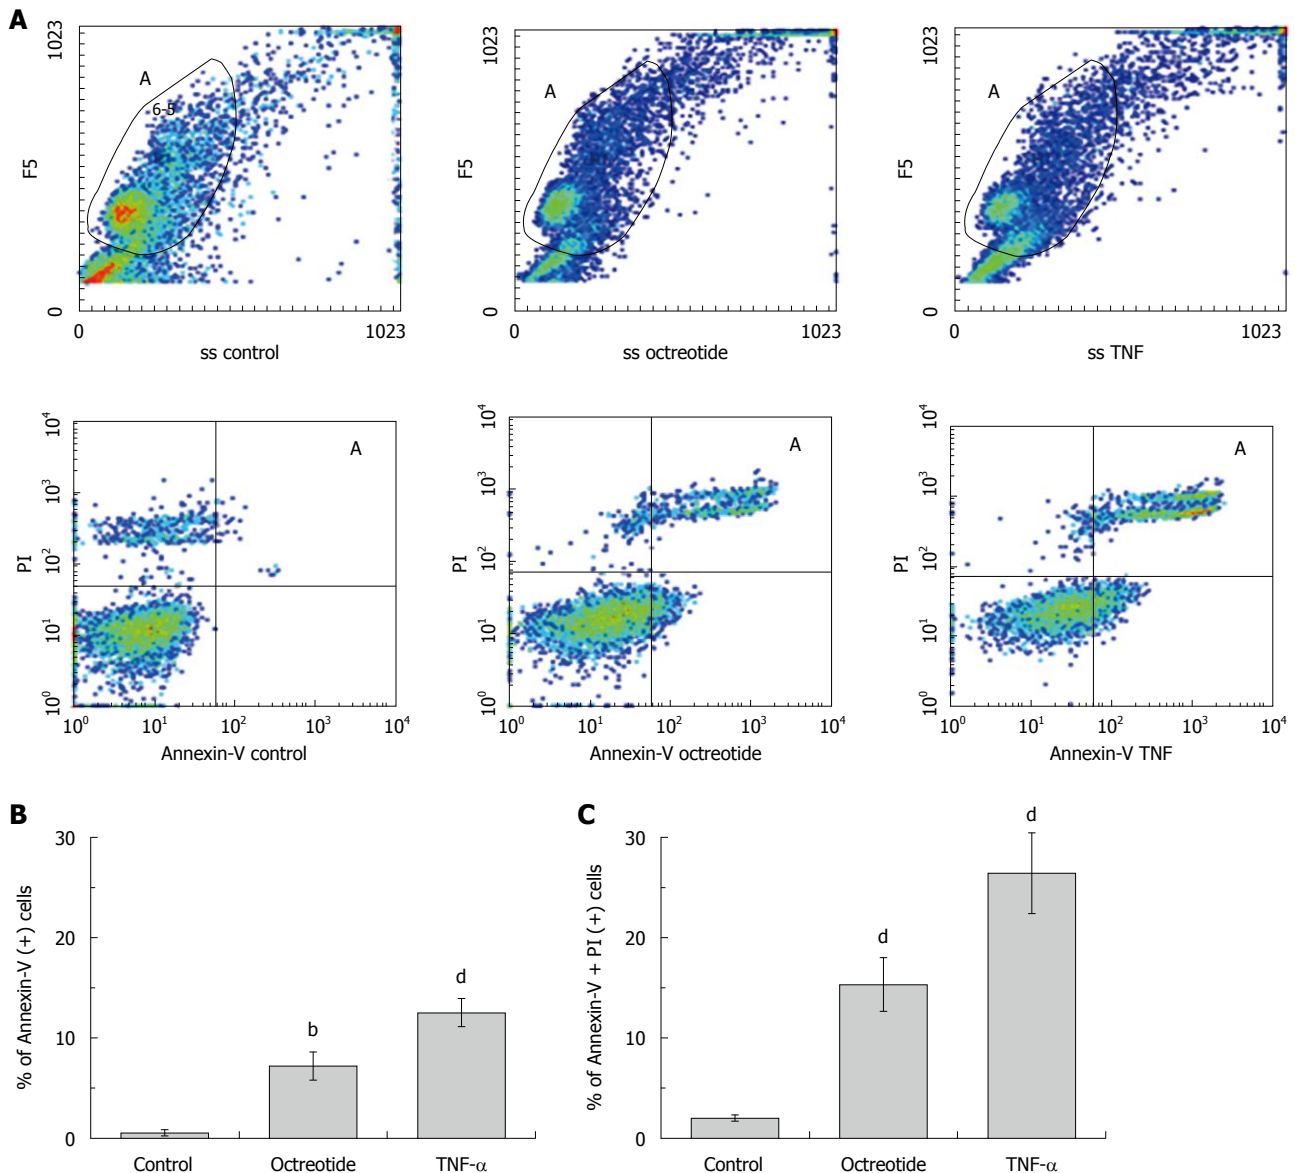 A
1023
F5
0
A
6-5
0 1023
ss control
1023
F5
0
A
0 1023
ss octreotide
1023
F5
0
A
0 1023
ss TNF
10⁴
10³
PI
10²
10¹
10⁰
A
10⁰ 10¹ 10² 10³ 10⁴
Annexin-V control
10⁴
10³
PI
10²
10¹
10⁰
A
10⁰ 10¹ 10² 10³ 10⁴
Annexin-V octreotide
10⁴
10³
PI
10²
10¹
10⁰
A
10⁰ 10¹ 10² 10³ 10⁴
Annexin-V TNF
B
% of Annexin-V (+) cells
30
20
10
0
b
d
Control Octreotide TNF-α
C
% of Annexin-V + PI (+) cells
30
20
10
0
d
d
Control Octreotide TNF-α